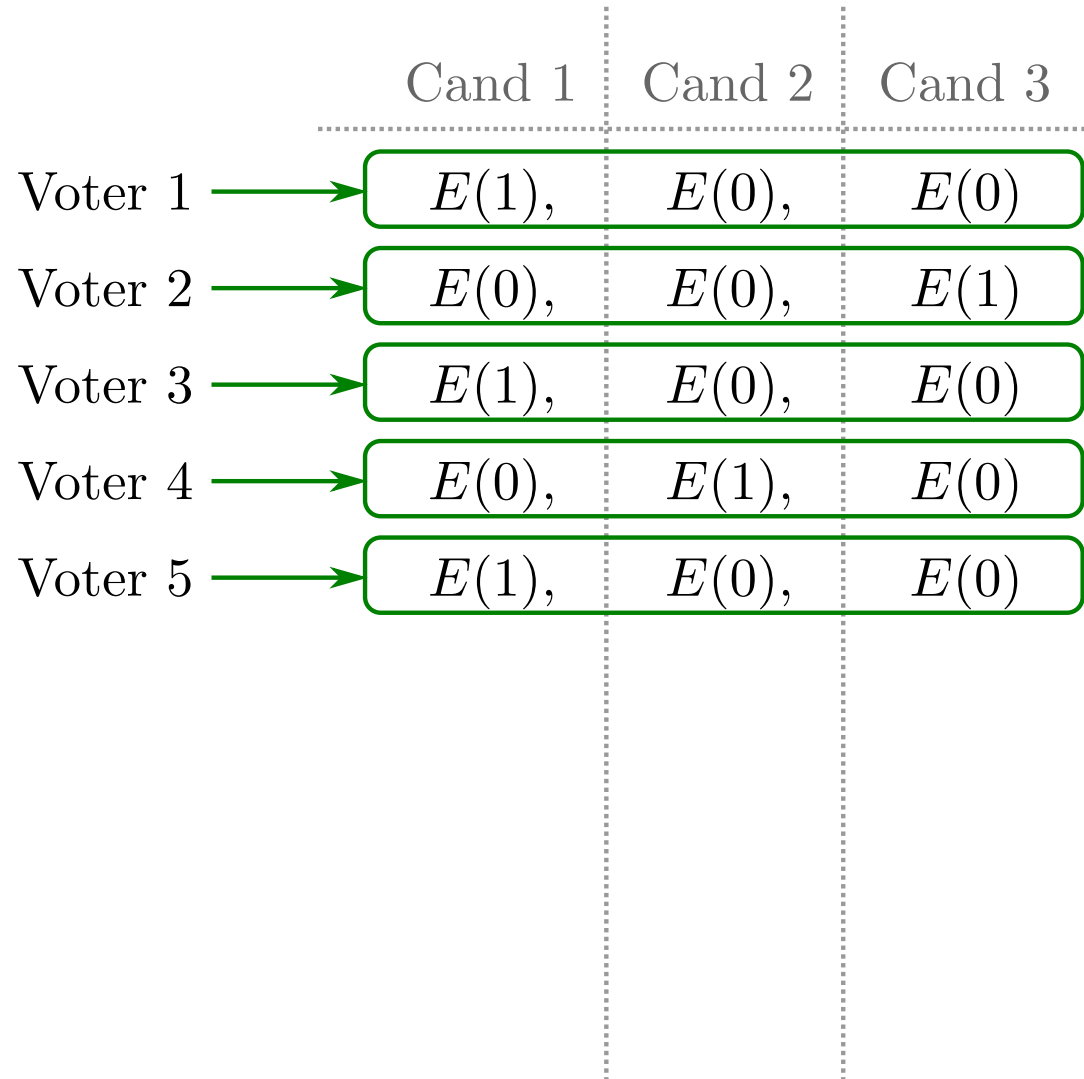 Cand 1 Cand 2 Cand 3
Voter 1 E(1), E(0), E(0)
Voter 2 E(0), E(0), E(1)
Voter 3 E(1), E(0), E(0)
Voter 4 E(0), E(1), E(0)
Voter 5 E(1), E(0), E(0)